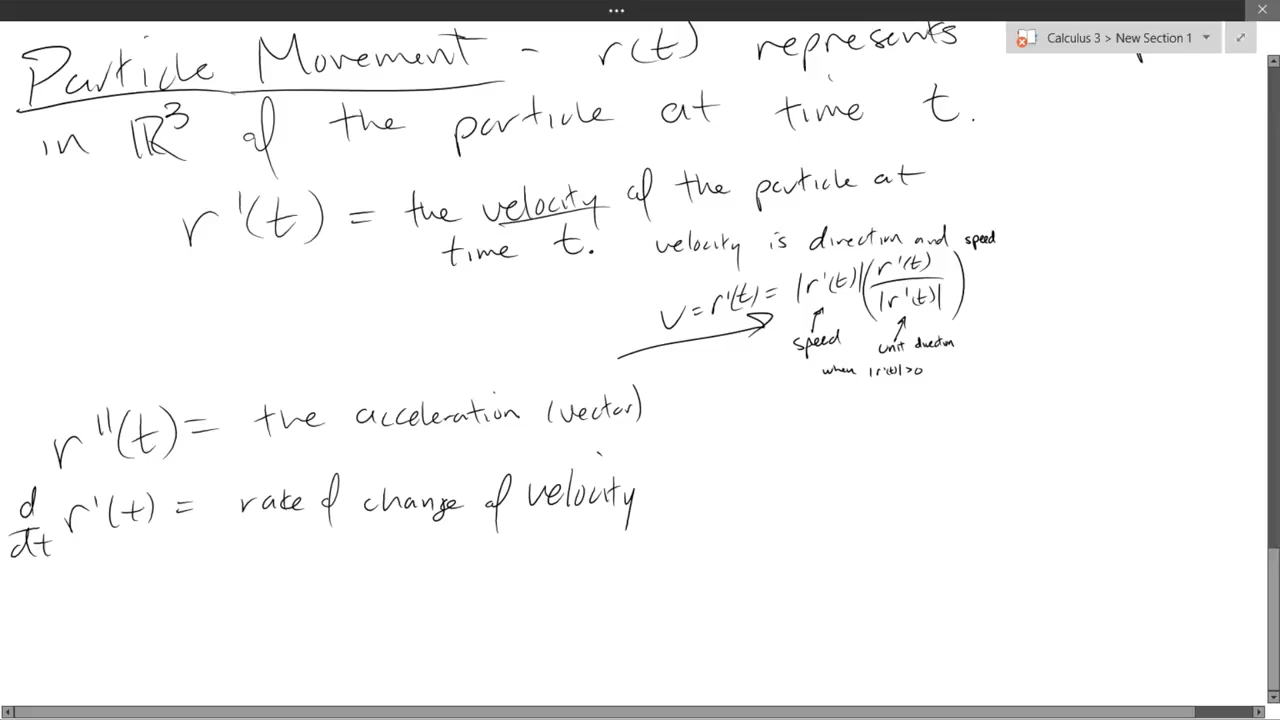 Calculus 3 > New Section 1
Particle Movement - r(t) represents
in ℝ³ of the particle at time t.
r'(t) = the velocity of the particle at
time t. velocity is direction and speed
v = r'(t) = |r'(t)| (r'(t) / |r'(t)|)
speed unit direction
when |r'(t)| > 0
r''(t) = the acceleration (vector)
d/dt r'(t) = rate of change of velocity